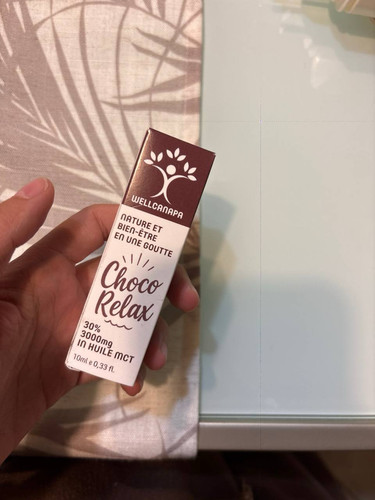 WELLCANAPA
NATURE ET
BIEN-ÊTRE
EN UNE GOUTTE
Choco
Relax
30%
3000mg
IN HUILE MCT
10ml e 0,33 fl.